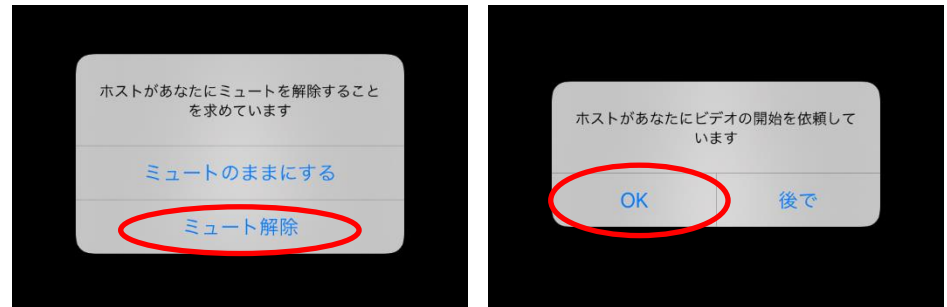 ホストがあなたにミュートを解除すること
を求めています
ミュートのままにする
ミュート解除
ホストがあなたにビデオの開始を依頼して
います
OK
後で